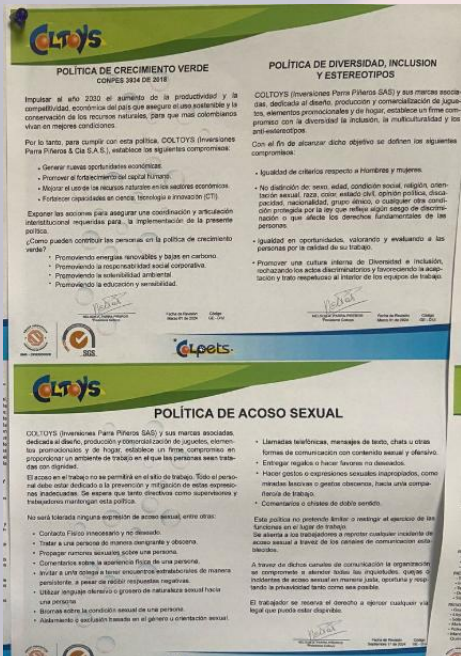 COLTOYS
POLÍTICA DE CRECIMIENTO VERDE
CONPES 3934 DE 2018
Impulsar al año 2030 el aumento de la productividad y la
competitividad, económica del país que asegure el uso sostenible y la
conservación de los recursos naturales, para que mas colombianos
vivan en mejores condiciones.
Por lo tanto, para cumplir con esta política, COLTOYS (Inversiones
Parra Piñeros & Cia S.A.S.), establece los siguientes compromisos:
• Generar nuevas oportunidades económicas.
• Promover el fortalecimiento del capital humano.
• Mejorar el uso de los recursos naturales en los sectores económicos.
• Fortalecer capacidades en ciencia, tecnología e innovación (CTI).
Exponer las acciones para asegurar una coordinación y articulación
interinstitucional requeridas para la implementación de la presente
política.
¿Como pueden contribuir las personas en la política de crecimiento
verde?
* Promoviendo energías renovables y bajas en carbono.
* Promoviendo la responsabilidad social corporativa.
* Promoviendo la sostenibilidad ambiental.
* Promoviendo la educación y sensibilidad.
Fecha de Revisión
Código
SGS
POLÍTICA DE DIVERSIDAD, INCLUSION
Y ESTEREOTIPOS
COLTOYS (Inversiones Parra Piñeros SAS) y sus marcas asocia-
das, dedicada al diseño, producción y comercialización de jugue-
tes, elementos promocionales y de hogar, establece un firme com-
promiso con la diversidad la inclusión, la multiculturalidad y los
anti-estereotipos.
Con el fin de alcanzar dicho objetivo se definen los siguientes
compromisos:
• Igualdad de criterios respecto a Hombres y mujeres.
• No distinción de: sexo, edad, condición social, religión, orien-
tación sexual, raza, color, estado civil, opinión política, disca-
pacidad, nacionalidad, grupo étnico, o cualquier otra condi-
ción protegida por la ley que refleje algún sesgo de discrimi-
nación o que afecte los derechos fundamentales de las
personas.
• Igualdad en oportunidades, valorando y evaluando a las
personas por la calidad de su trabajo.
• Promover una cultura interna de Diversidad e Inclusión,
rechazando los actos discriminatorios y favoreciendo la acep-
tación y trato respetuoso al interior de los equipos de trabajo.
Fecha de Revisión
Código
Colpets
COLTOYS
POLÍTICA DE ACOSO SEXUAL
COLTOYS (Inversiones Parra Piñeros SAS) y sus marcas asociadas,
dedicada al diseño, producción y comercialización de juguetes, elemen-
tos promocionales y de hogar, establece un firme compromiso en
proporcionar un ambiente de trabajo en el que las personas sean trata-
das con dignidad.
El acoso en el trabajo no se permitirá en el sitio de trabajo. Todo el perso-
nal debe estar dedicado a la prevención y mitigación de estas expresio-
nes inadecuadas. Se espera que tanto directivos como supervisores y
trabajadores mantengan esta política.
No será tolerada ninguna expresión de acoso sexual, entre otras:
• Contacto Físico innecesario y no deseado.
• Tratar a una persona de manera denigrante y obscena.
• Propagar rumores sexuales sobre una persona.
• Comentarios sobre la apariencia física de una persona.
• Invitar a un/a colega a tener encuentros extralaborales de manera
persistente, a pesar de recibir respuestas negativas.
• Utilizar lenguaje ofensivo o grosero de naturaleza sexual hacia
una persona
• Bromas sobre la condición sexual de una persona.
• Aislamiento o exclusión basada en el género u orientación sexual.
• Llamadas telefónicas, mensajes de texto, chats u otras
formas de comunicación con contenido sexual y ofensivo.
• Entregar regalos o hacer favores no deseados.
• Hacer gestos o expresiones sexuales inapropiados, como
miradas lascivas o gestos obscenos, hacia un/a compa-
ñero/a de trabajo.
• Comentarios o chistes de doble sentido.
Esta política no pretende limitar o restringir el ejercicio de las
funciones en el lugar de trabajo.
Se alienta a los trabajadores a reportar cualquier incidente de
acoso sexual a travez de los canales de comunicación esta-
blecidos.
A travez de dichos canales de comunicación la organización
se compromete a atender todas las inquietudes, quejas o
incidentes de acoso sexual en manera justa, oportuna y respe-
tando la privacidad tanto como sea posible.
El trabajador se reserva el derecho a ejercer cualquier vía
legal que pueda estar disponible.
Fecha de Revisión
Código